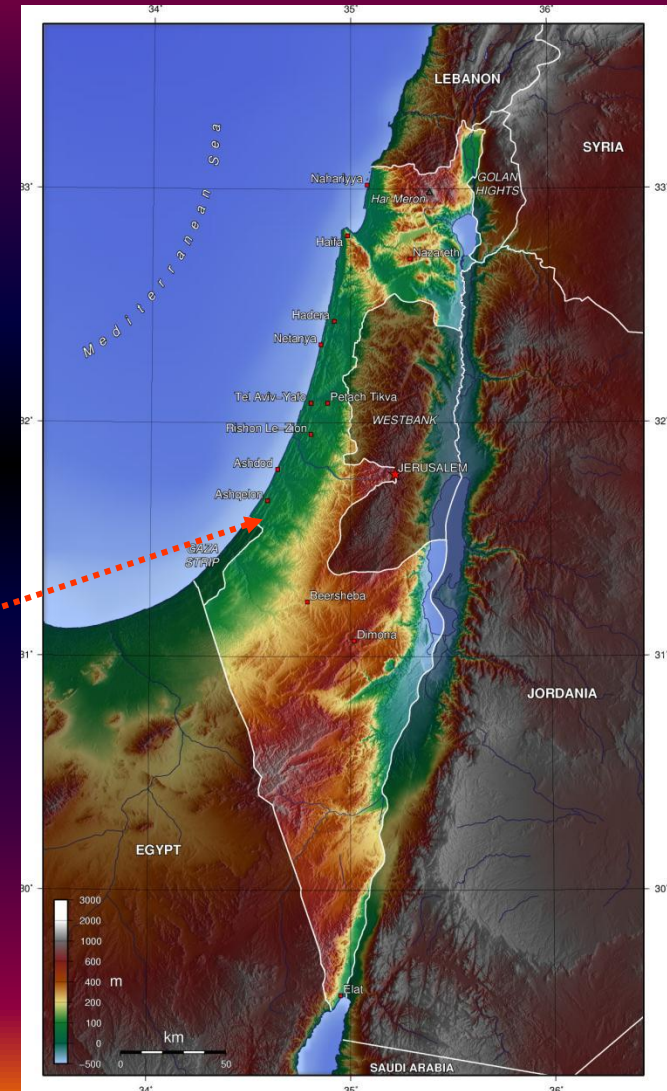 34°
35°
36°
LEBANON
SYRIA
Mediterranean Sea
33°
Nahariyya
GOLAN
HIGHTS
33°
Har Meron
Haifa
Nazareth
Hadera
Netanya
Tel Aviv-Yafo
Petach Tikva
32°
WESTBANK
32°
Rishon Le-Zion
Ashdod
JERUSALEM
Ashqelon
GAZA
STRIP
Beersheba
Dimona
31°
31°
JORDANIA
EGYPT
30°
30°
3000
2000
1000
600
400
200
100
0
-500
m
km
0
50
Elat
SAUDI ARABIA
34°
35°
36°